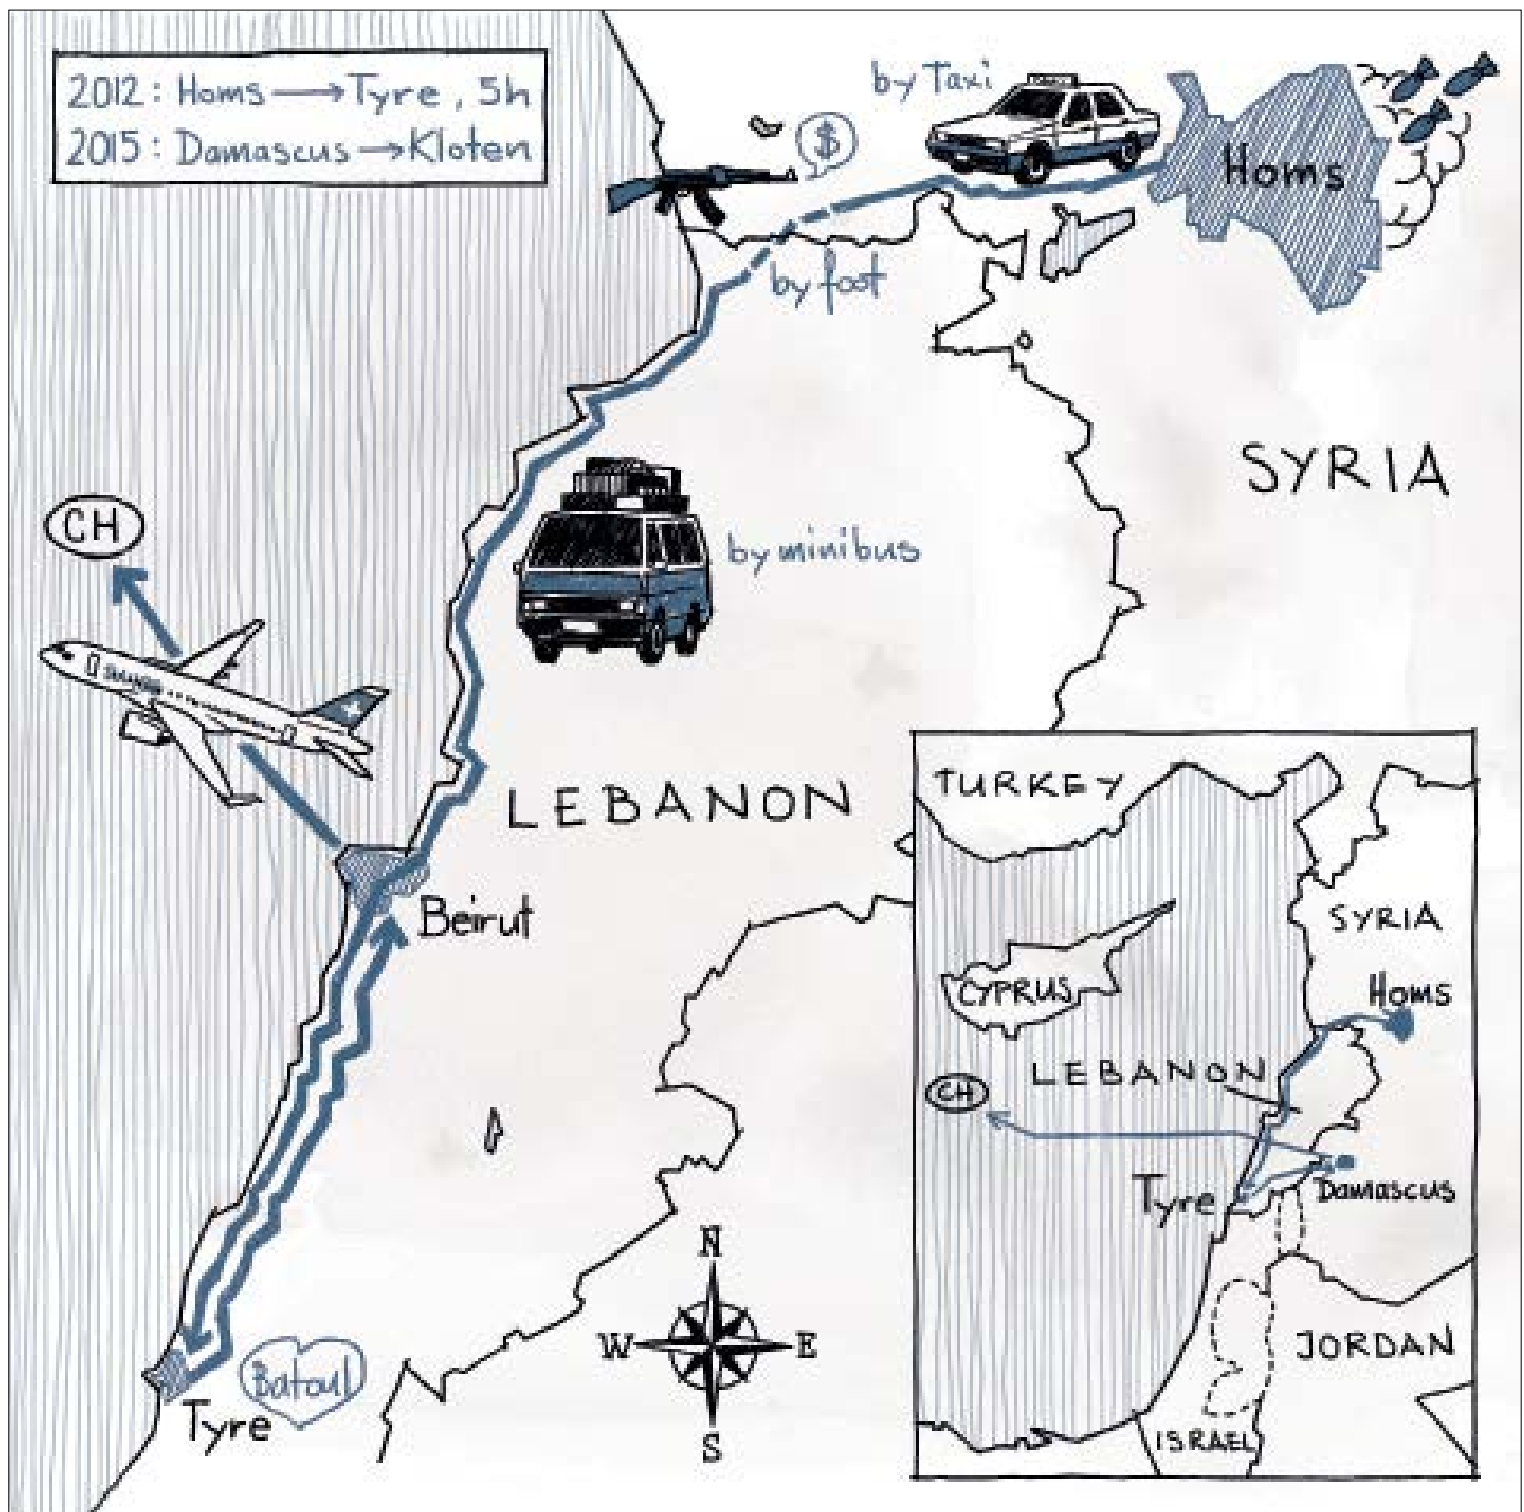 2012: Homs → Tyre, 5h
2015: Damascus → Kloten
by Taxi
$
Homs
by foot
SYRIA
CH
by minibus
LEBANON
Beirut
Batoul
Tyre
N
W E
S
TURKEY
SYRIA
CYPRUS
Homs
LEBANON
CH
Tyre
Damascus
JORDAN
ISRAEL